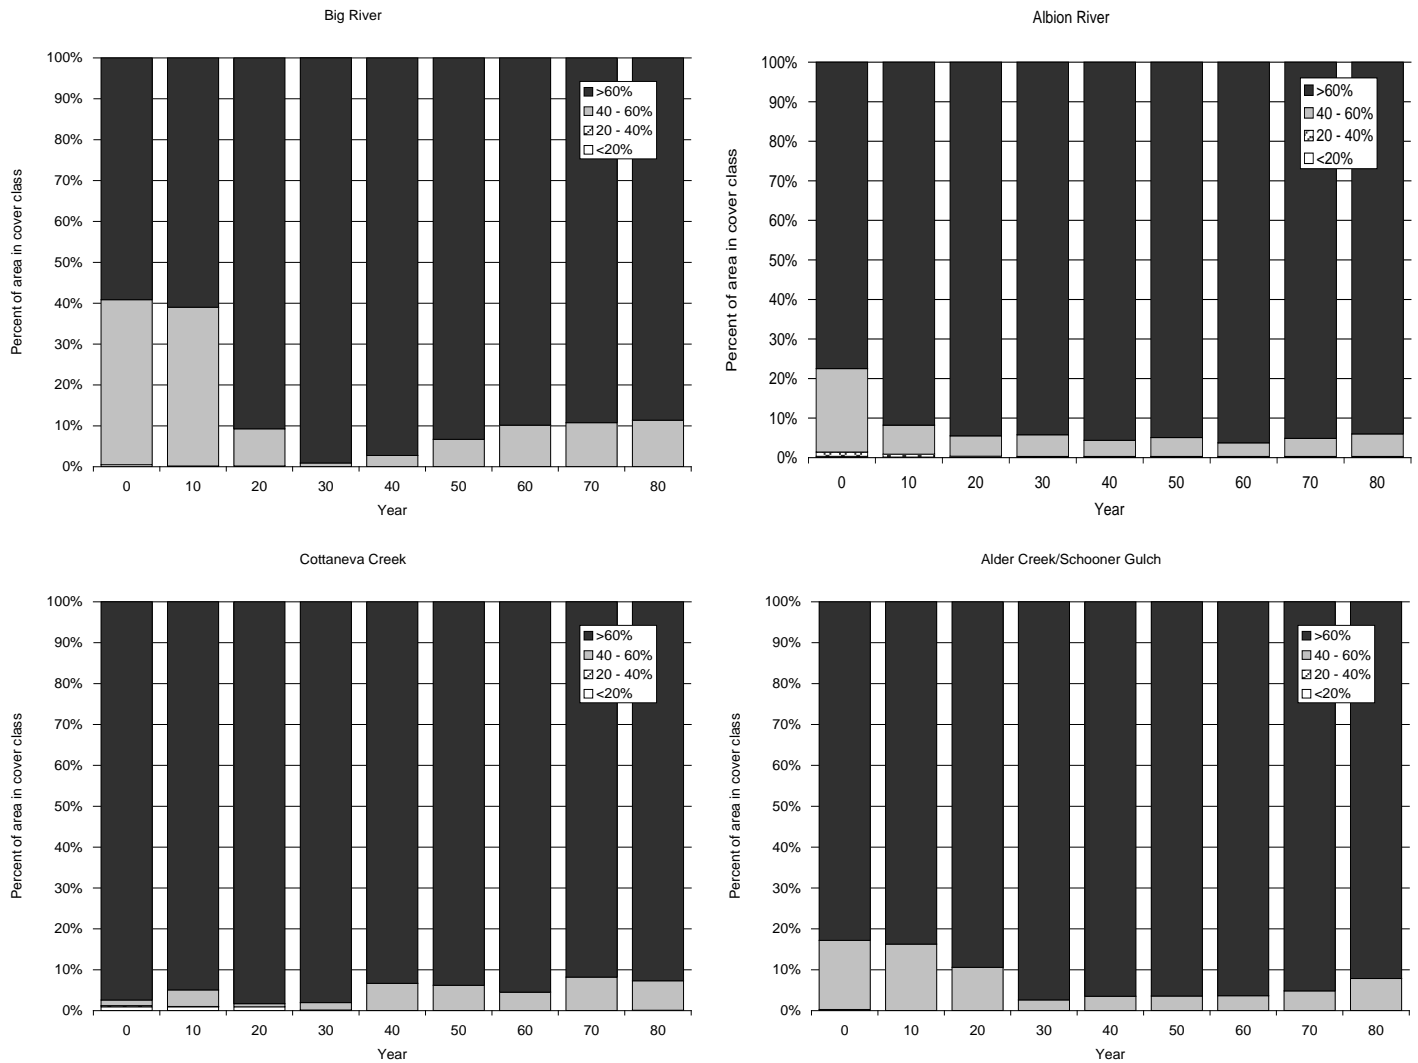 Big River
Percent of area in cover class
100%
90%
80%
70%
60%
50%
40%
30%
20%
10%
0%
>60%
40 - 60%
20 - 40%
<20%
0 10 20 30 40 50 60 70 80
Year
Albion River
Percent of area in cover class
100%
90%
80%
70%
60%
50%
40%
30%
20%
10%
0%
>60%
40 - 60%
20 - 40%
<20%
0 10 20 30 40 50 60 70 80
Year
Cottaneva Creek
Percent of area in cover class
100%
90%
80%
70%
60%
50%
40%
30%
20%
10%
0%
>60%
40 - 60%
20 - 40%
<20%
0 10 20 30 40 50 60 70 80
Year
Alder Creek/Schooner Gulch
Percent of area in cover class
100%
90%
80%
70%
60%
50%
40%
30%
20%
10%
0%
>60%
40 - 60%
20 - 40%
<20%
0 10 20 30 40 50 60 70 80
Year